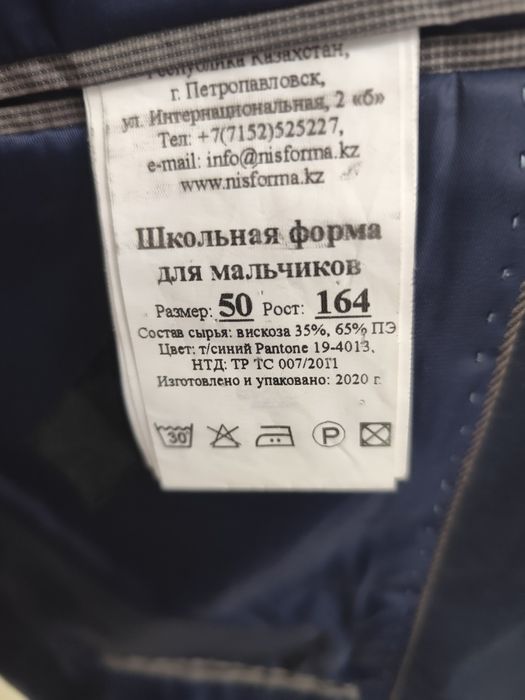 Республика Казахстан,
г. Петропавловск,
ул. Интернациональная, 2 «б»
Тел: +7(7152)525227,
e-mail: info@nisforma.kz
www.nisforma.kz
Школьная форма
для мальчиков
Размер: 50 Рост: 164
Состав сырья: вискоза 35%, 65% ПЭ
Цвет: т/синий Pantone 19-4013,
НТД: ТР ТС 007/2011
Изготовлено и упаковано: 2020 г.
30 P